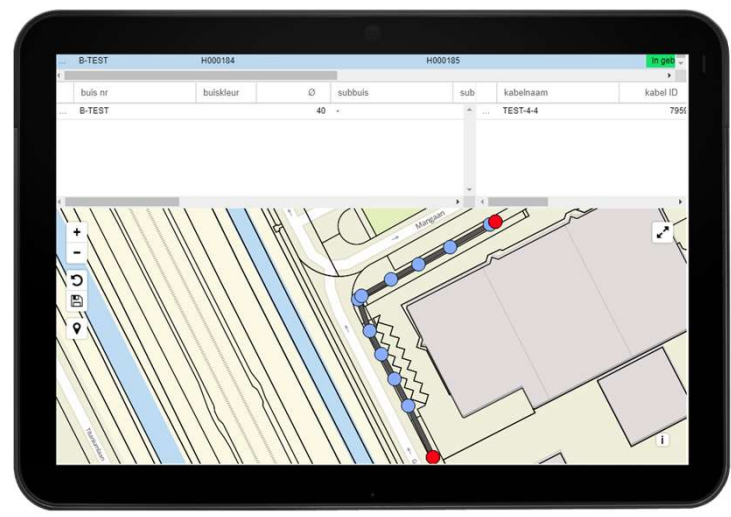 ... B-TEST H000184 H000185 In geb
buis nr buiskleur Ø subbuis sub kabelnaam kabel ID
... B-TEST 40 - ... TEST-4-4 7959
Mangaan
+
-
i